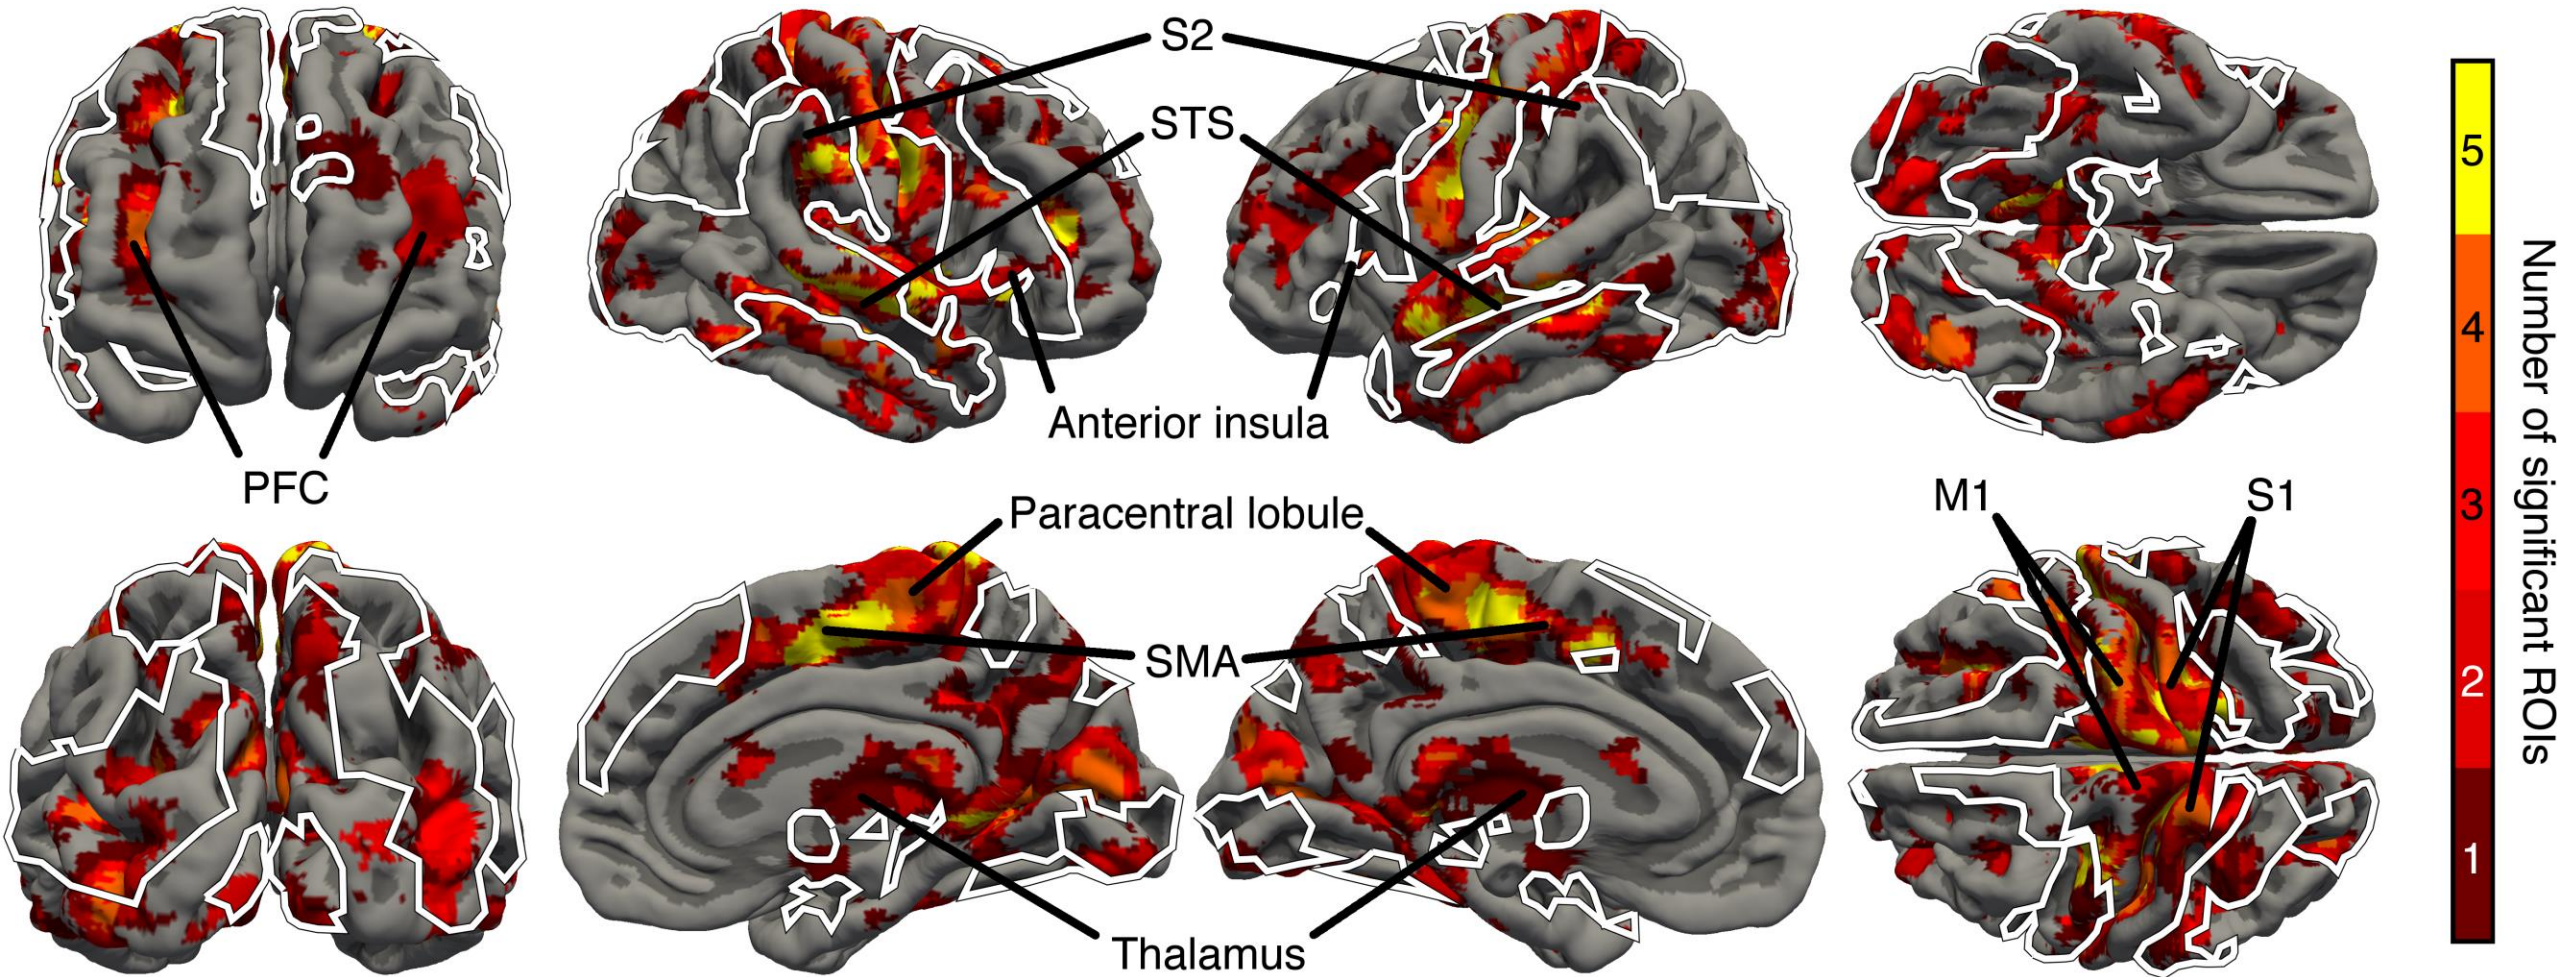 S2
STS
Anterior insula
PFC
Paracentral lobule
SMA
Thalamus
M1
S1
5
4
3
2
1
Number of significant ROIs